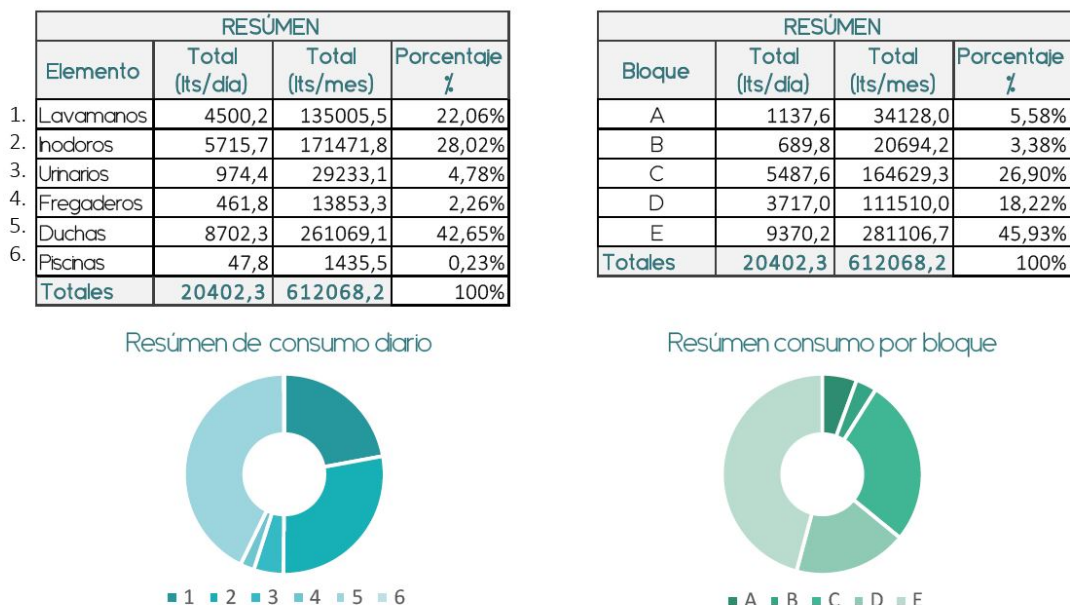 RESÚMEN
Elemento Total (lts/día) Total (lts/mes) Porcentaje %
1. Lavamanos 4500,2 135005,5 22,06%
2. Inodoros 5715,7 171471,8 28,02%
3. Urinarios 974,4 29233,1 4,78%
4. Fregaderos 461,8 13853,3 2,26%
5. Duchas 8702,3 261069,1 42,65%
6. Piscinas 47,8 1435,5 0,23%
Totales 20402,3 612068,2 100%
RESÚMEN
Bloque Total (lts/día) Total (lts/mes) Porcentaje %
A 1137,6 34128,0 5,58%
B 689,8 20694,2 3,38%
C 5487,6 164629,3 26,90%
D 3717,0 111510,0 18,22%
E 9370,2 281106,7 45,93%
Totales 20402,3 612068,2 100%
Resúmen de consumo diario
1 2 3 4 5 6
Resúmen consumo por bloque
A B C D E